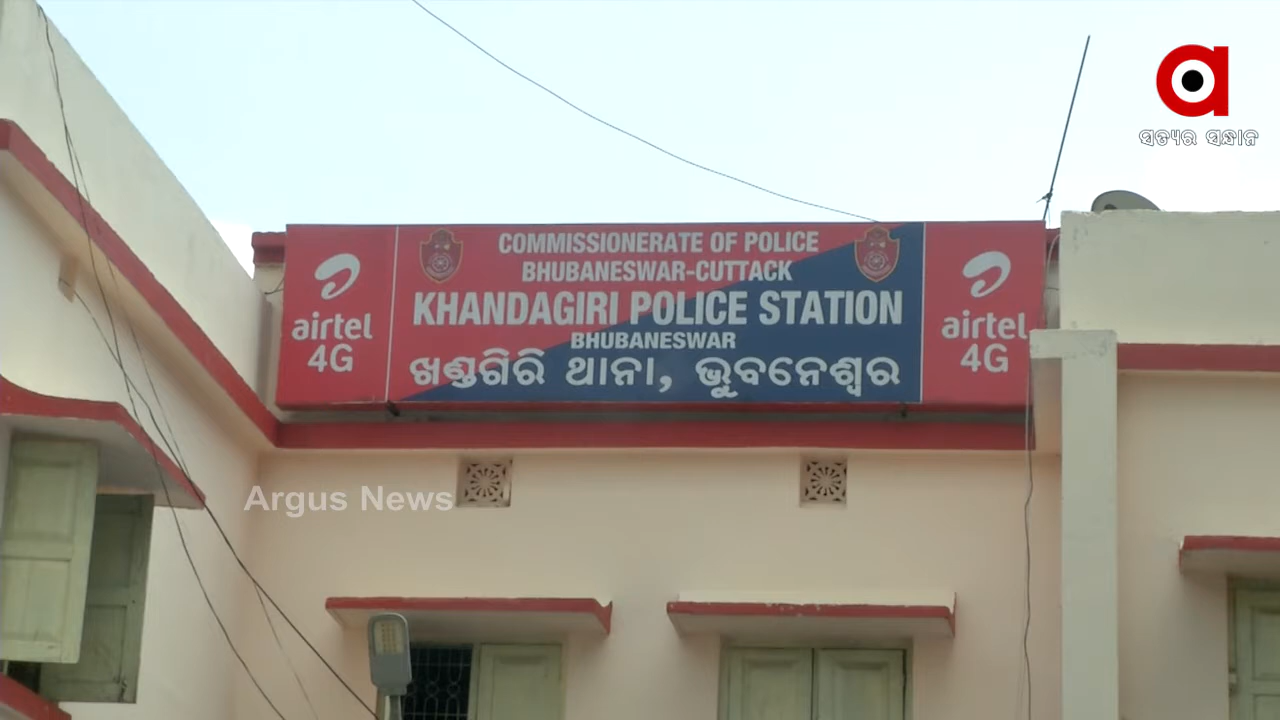 ସତ୍ୟର ସନ୍ଧାନ
COMMISSIONERATE OF POLICE
BHUBANESWAR-CUTTACK
KHANDAGIRI POLICE STATION
BHUBANESWAR
ଖଣ୍ଡଗିରି ଥାନା, ଭୁବନେଶ୍ୱର
airtel
4G
airtel
4G
Argus News